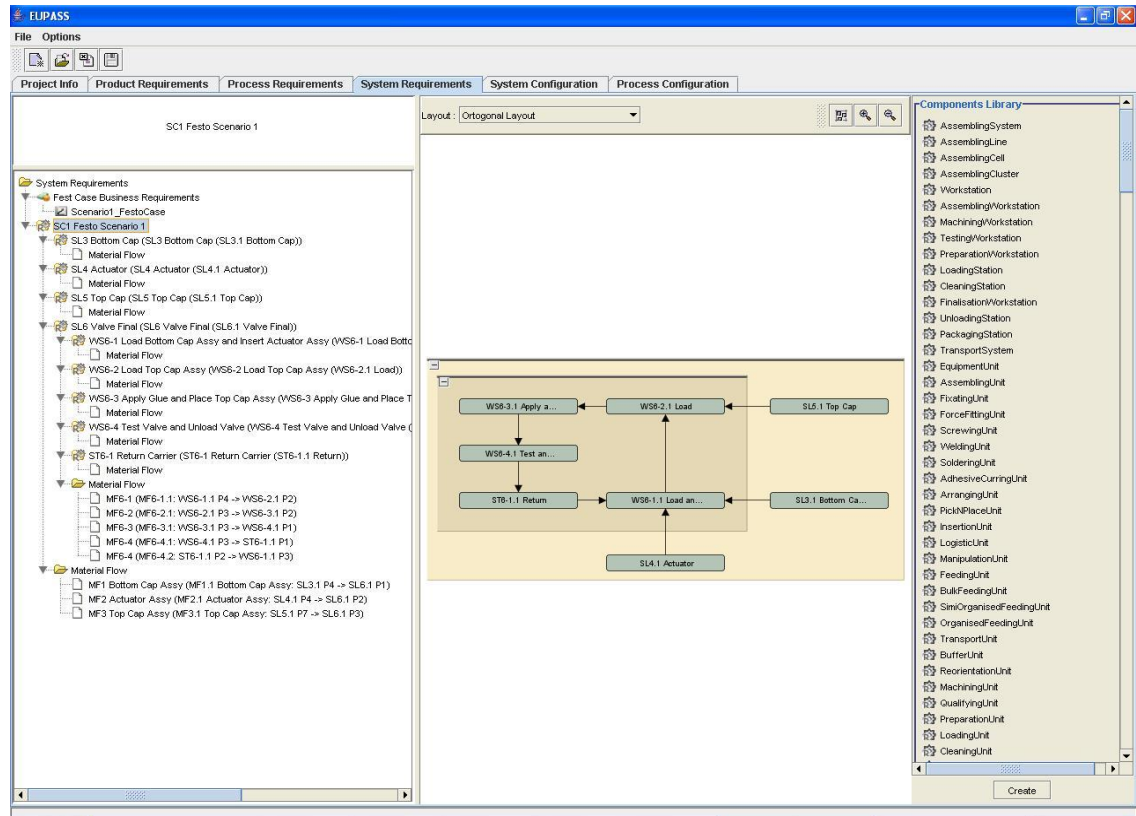 EUPASS
File Options
Project Info Product Requirements Process Requirements System Requirements System Configuration Process Configuration
SC1 Festo Scenario 1
System Requirements
Fest Case Business Requirements
Scenario1_FestoCase
SC1 Festo Scenario 1
SL3 Bottom Cap (SL3 Bottom Cap (SL3.1 Bottom Cap))
Material Flow
SL4 Actuator (SL4 Actuator (SL4.1 Actuator))
Material Flow
SL5 Top Cap (SL5 Top Cap (SL5.1 Top Cap))
Material Flow
SL6 Valve Final (SL6 Valve Final (SL6.1 Valve Final))
WS6-1 Load Bottom Cap Assy and Insert Actuator Assy (WS6-1 Load Botto
Material Flow
WS6-2 Load Top Cap Assy (WS6-2 Load Top Cap Assy (WS6-2.1 Load))
Material Flow
WS6-3 Apply Glue and Place Top Cap Assy (WS6-3 Apply Glue and Place T
Material Flow
WS6-4 Test Valve and Unload Valve (WS6-4 Test Valve and Unload Valve (
Material Flow
ST6-1 Return Carrier (ST6-1 Return Carrier (ST6-1.1 Return))
Material Flow
Material Flow
MF6-1 (MF6-1.1: WS6-1.1 P4 -> WS6-2.1 P2)
MF6-2 (MF6-2.1: WS6-2.1 P3 -> WS6-3.1 P2)
MF6-3 (MF6-3.1: WS6-3.1 P3 -> WS6-4.1 P1)
MF6-4 (MF6-4.1: WS6-4.1 P3 -> ST6-1.1 P1)
MF6-4 (MF6-4.2: ST6-1.1 P2 -> WS6-1.1 P3)
Material Flow
MF1 Bottom Cap Assy (MF1.1 Bottom Cap Assy: SL3.1 P4 -> SL6.1 P1)
MF2 Actuator Assy (MF2.1 Actuator Assy: SL4.1 P4 -> SL6.1 P2)
MF3 Top Cap Assy (MF3.1 Top Cap Assy: SL5.1 P7 -> SL6.1 P3)
Layout : Ortogonal Layout
WS6-3.1 Apply a... WS6-2.1 Load SL5.1 Top Cap
WS6-4.1 Test an...
ST6-1.1 Return WS6-1.1 Load an... SL3.1 Bottom Ca...
SL4.1 Actuator
Components Library
AssemblingSystem
AssemblingLine
AssemblingCell
AssemblingCluster
Workstation
AssemblingWorkstation
MachiningWorkstation
TestingWorkstation
PreparationWorkstation
LoadingStation
CleaningStation
FinalisationWorkstation
UnloadingStation
PackagingStation
TransportSystem
EquipmentUnit
AssemblingUnit
FixatingUnit
ForceFittingUnit
ScrewingUnit
WeldingUnit
SolderingUnit
AdhesiveCurringUnit
ArrangingUnit
PickNPlaceUnit
InsertionUnit
LogisticUnit
ManipulationUnit
FeedingUnit
BulkFeedingUnit
SimiOrganisedFeedingUnit
OrganisedFeedingUnit
TransportUnit
BufferUnit
ReorientationUnit
MachiningUnit
QualifyingUnit
PreparationUnit
LoadingUnit
CleaningUnit
Create